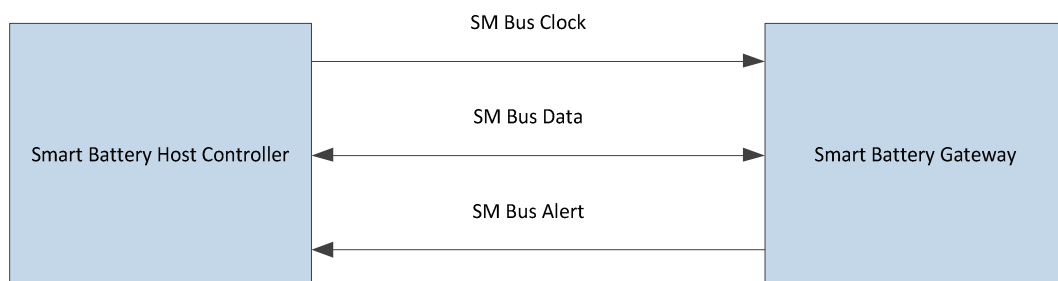 SM Bus Clock
SM Bus Data
Smart Battery Host Controller
Smart Battery Gateway
SM Bus Alert